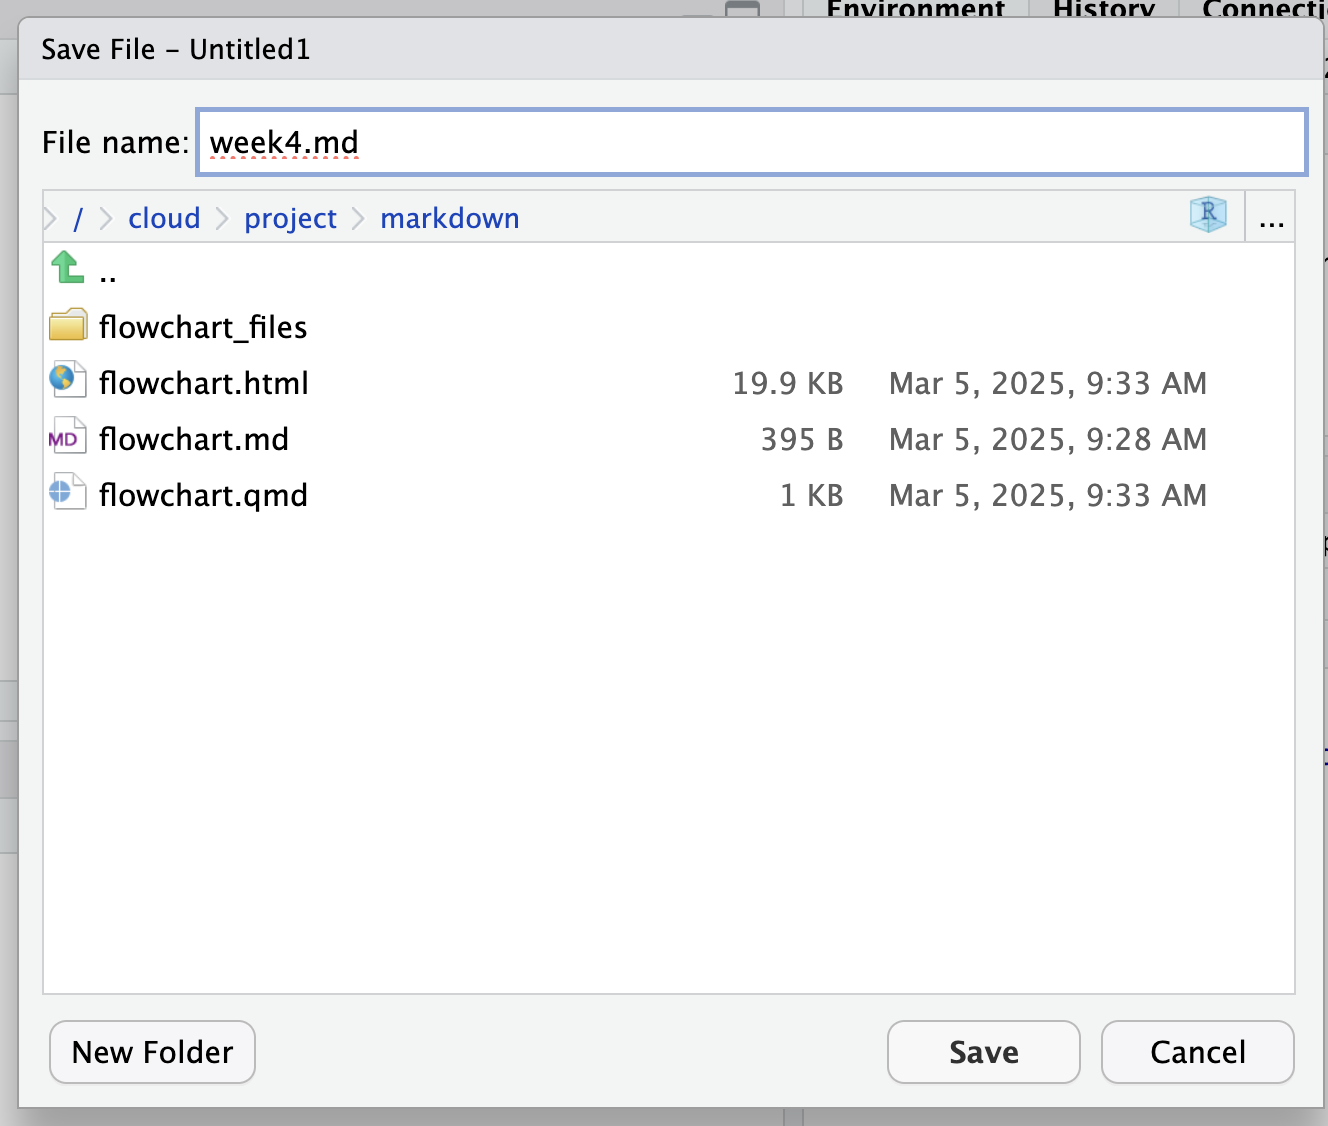 Environment History Connecti
Save File – Untitled1
File name: week4.md
/ cloud project markdown R ...
..
flowchart_files
flowchart.html 19.9 KB Mar 5, 2025, 9:33 AM
MD flowchart.md 395 B Mar 5, 2025, 9:28 AM
flowchart.qmd 1 KB Mar 5, 2025, 9:33 AM
New Folder Save Cancel